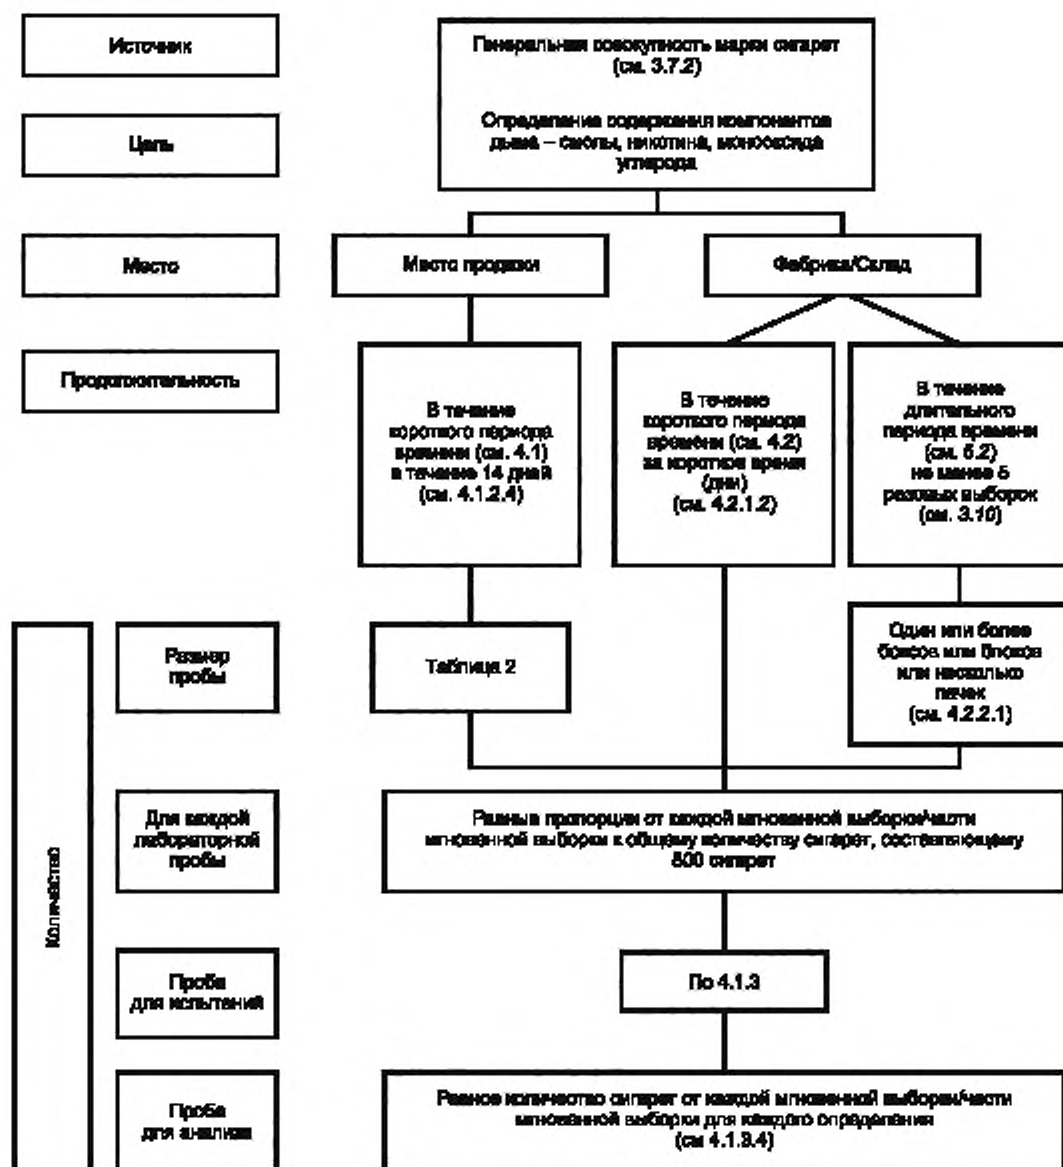 Источник
Генеральная совокупность марки сигарет
(см. 3.7.2)
Цель
Определение содержания компонентов
дыма – смолы, никотина, монооксида
углерода
Место
Место продажи
Фабрика/Склад
Продолжительность
В течение
короткого периода
времени (см. 4.1)
в течение 14 дней
(см. 4.1.2.4)
В течение
короткого периода
времени (см. 4.2)
за короткое время
(дни)
(см. 4.2.1.2)
В течение
длительного
периода времени
(см. 5.2)
не менее 5
разовых выборок
(см. 3.10)
Количество
Размер
пробы
Таблица 2
Один или более
боксов или блоков
или несколько
пачек
(см. 4.2.2.1)
Для каждой
лабораторной
пробы
Равные пропорции от каждой мгновенной выборки/части
мгновенной выборки к общему количеству сигарет, составляющему
800 сигарет
Проба
для испытаний
По 4.1.3
Проба
для анализа
Равное количество сигарет от каждой мгновенной выборки/части
мгновенной выборки для каждого определения
(см 4.1.3.4)